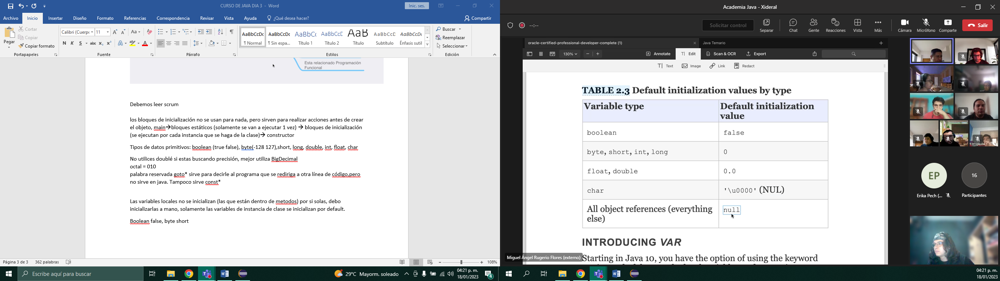 CURSO DE JAVA DIA 3 - Word
Inic. ses.
Archivo Inicio Insertar Diseño Formato Referencias Correspondencia Revisar Vista Ayuda ¿Qué desea hacer? Compartir
Pegar
Cortar
Copiar
Copiar formato
Portapapeles
Calibri (Cuerp 11
Aa
N K S abc x₂ x²
Fuente
Párrafo
AaBbCcDc AaBbCcDc AaBbCc AaBbCcE AaB AaBbCcE AaBbCcDc
¶ Normal ¶ Sin espa... Título 1 Título 2 Título Subtítulo Énfasis sutil
Estilos
Buscar
Reemplazar
Seleccionar
Edición
Esta relacionado Programación
Funcional
Debemos leer scrum
los bloques de inicialización no se usan para nada, pero sirven para realizar acciones antes de crear
el objeto, main→bloques estáticos (solamente se van a ejecutar 1 vez) → bloques de inicialización
(se ejecutan por cada instancia que se haga de la clase)→ constructor
Tipos de datos primitivos: boolean (true false), byte(-128 127),short, long, double, int, float, char
No utilices doublé si estas buscando precisión, mejor utiliza BigDecimal
octal = 010
palabra reservada goto* sirve para decirle al programa que se rediriga a otra línea de código,pero
no sirve en java. Tampoco sirve const*
Las variables locales no se inicializan (las que están dentro de metodos) por si solas, debo
inicializarlas a mano, solamente las variables de instancia de clase se inicializan por default.
Boolean false, byte short
Página 3 de 3 362 palabras
108%
Escribe aquí para buscar
29°C Mayorm. soleado
04:21 p. m.
18/01/2023
4
Academia Java - Xideral
--:--
Solicitar control
Separar Chat Gente Reacciones Vista Más Cámara Micrófono Comparte Salir
oracle-certified-professional-developer-complete (1)
Java Temario
130%
Annotate Edit Scan & OCR Export
Text Image Link Redact
TABLE 2.3 Default initialization values by type
Variable type Default initialization
value
boolean false
byte, short, int, long 0
float, double 0.0
char '\u0000' (NUL)
All object references (everything
else) null
INTRODUCING VAR
Starting in Java 10, you have the option of using the keyword
Miguel Ángel Rugerio Flores (externo)
EP
Erika Pech (...
16
Participantes
04:21 p. m.
18/01/2023